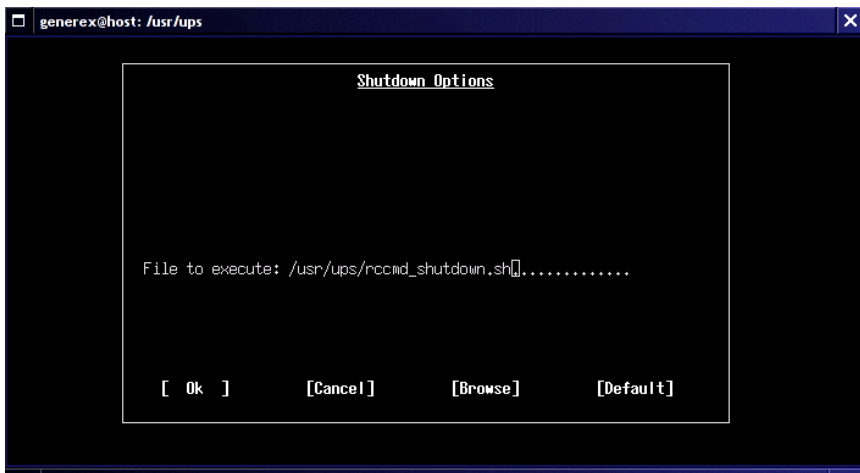 generex@host: /usr/ups
Shutdown Options
File to execute: /usr/ups/rccmd_shutdown.sh..............
[ Ok ] [Cancel] [Browse] [Default]